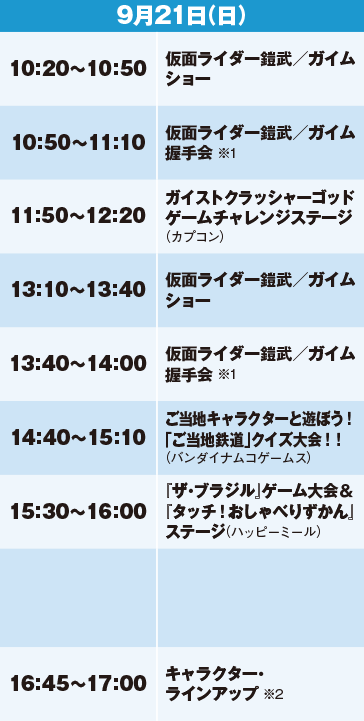 9月21日(日)
10:20～10:50
仮面ライダー鎧武／ガイム
ショー
10:50～11:10
仮面ライダー鎧武／ガイム
握手会 ※1
11:50～12:20
ガイストクラッシャーゴッド
ゲームチャレンジステージ
（カプコン）
13:10～13:40
仮面ライダー鎧武／ガイム
ショー
13:40～14:00
仮面ライダー鎧武／ガイム
握手会 ※1
14:40～15:10
ご当地キャラクターと遊ぼう！
「ご当地鉄道」クイズ大会！！
（バンダイナムコゲームス）
15:30～16:00
『ザ・ブラジル』ゲーム大会＆
『タッチ！おしゃべりずかん』
ステージ（ハッピーミール）
16:45～17:00
キャラクター・
ラインアップ ※2